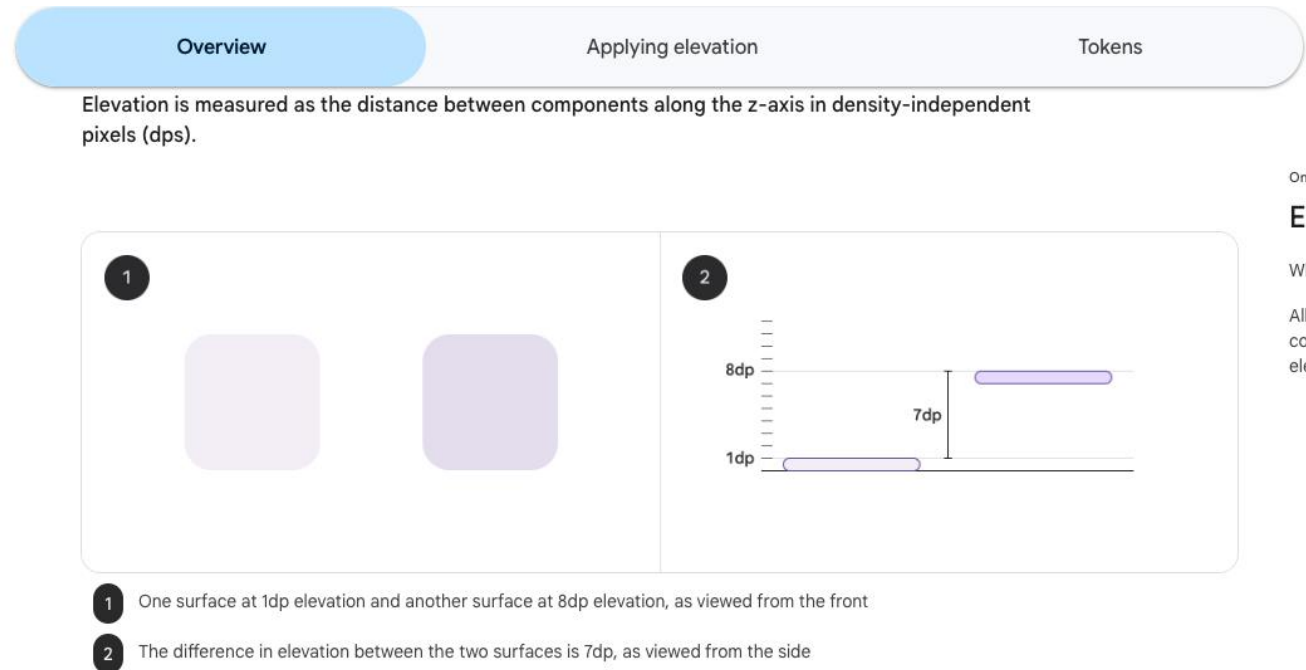 Overview
Applying elevation
Tokens
Elevation is measured as the distance between components along the z-axis in density-independent
pixels (dps).
1
2
8dp
7dp
1dp
1 One surface at 1dp elevation and another surface at 8dp elevation, as viewed from the front
2 The difference in elevation between the two surfaces is 7dp, as viewed from the side